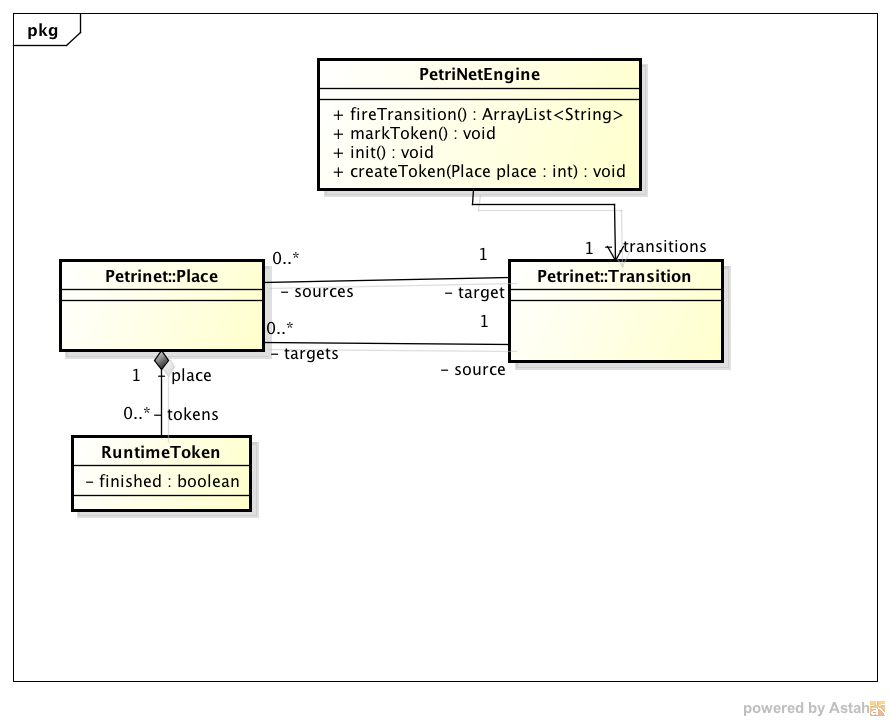 pkg
PetriNetEngine
+ fireTransition() : ArrayList<String>
+ markToken() : void
+ init() : void
+ createToken(Place place : int) : void
1 - transitions
0..* 1
Petrinet::Place
Petrinet::Transition
- sources - target
0..* 1
- targets
- source
1 - place
0..* - tokens
RuntimeToken
- finished : boolean
powered by Astah